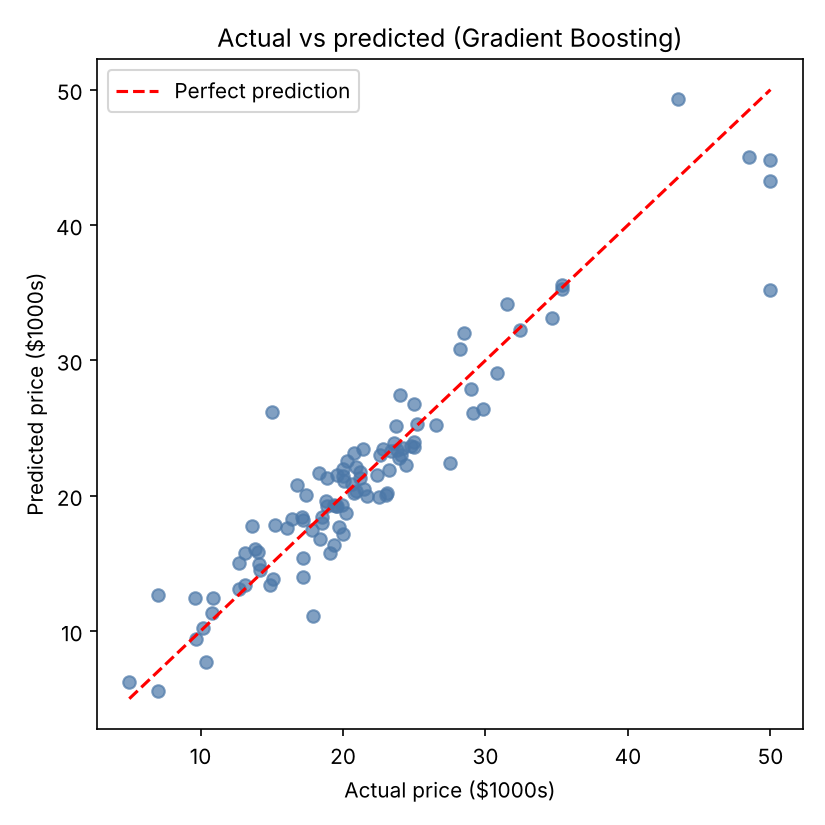 Actual vs predicted (Gradient Boosting)
Perfect prediction
50
40
30
20
10
Predicted price ($1000s)
10 20 30 40 50
Actual price ($1000s)